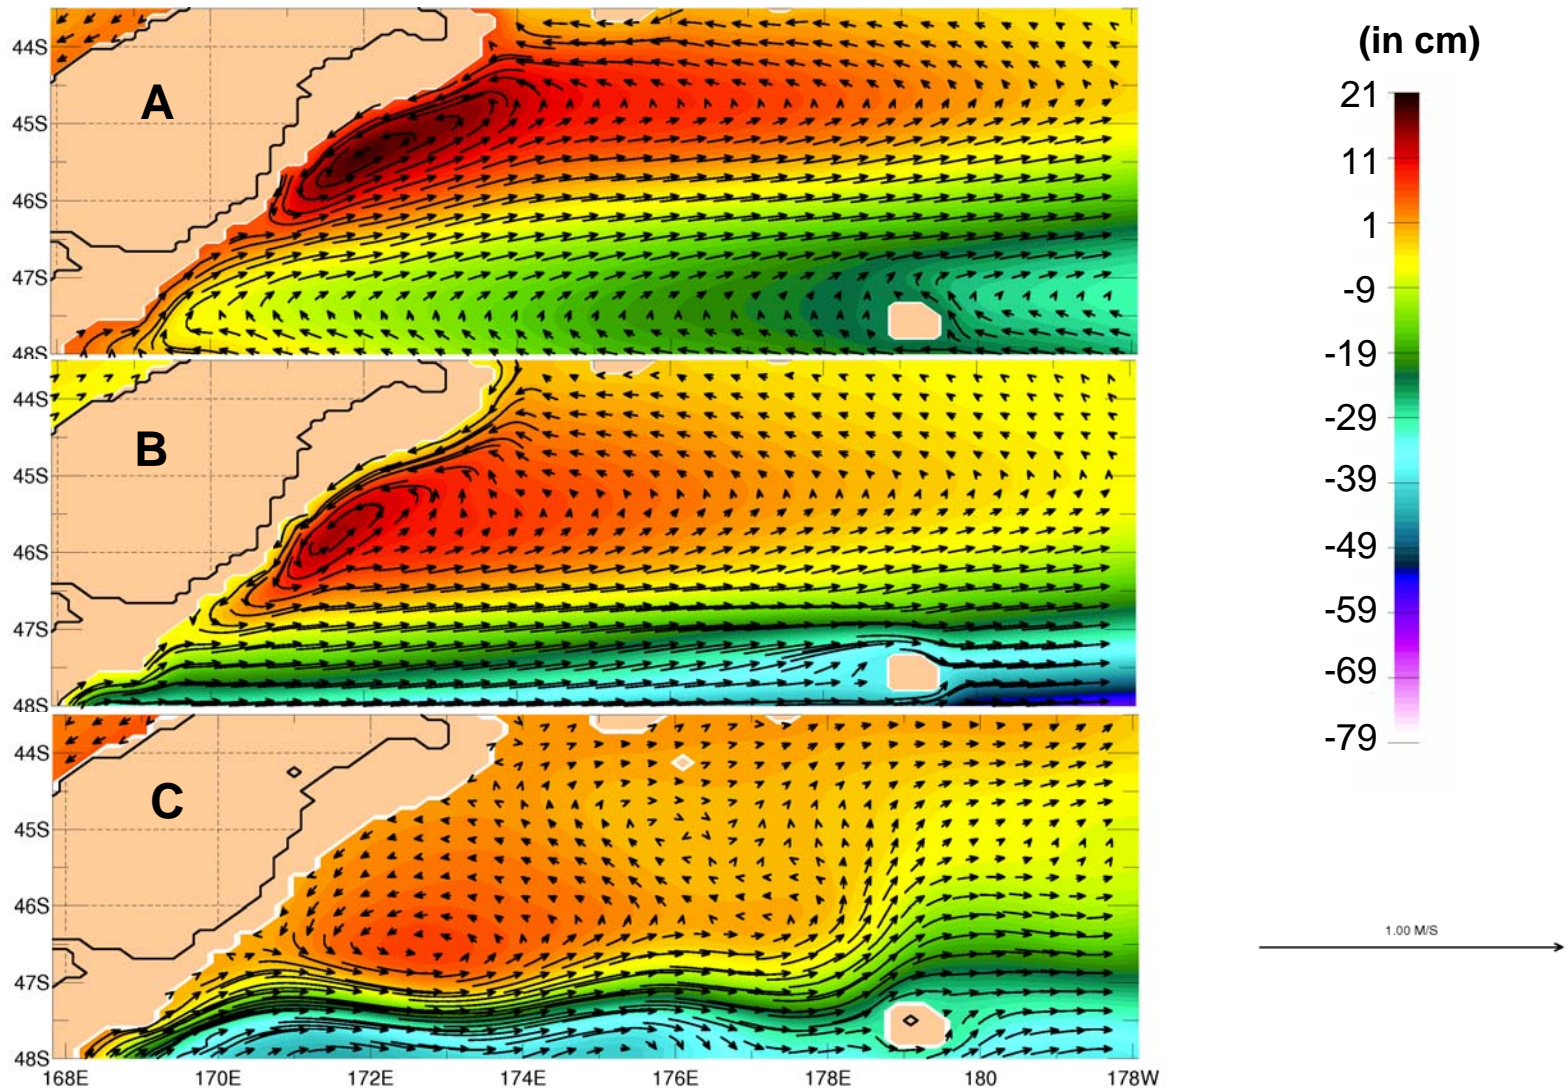 A
44S
45S
46S
47S
48S
B
44S
45S
46S
47S
48S
C
44S
45S
46S
47S
48S
168E 170E 172E 174E 176E 178E 180 178W
(in cm)
21
11
1
-9
-19
-29
-39
-49
-59
-69
-79
1.00 M/S